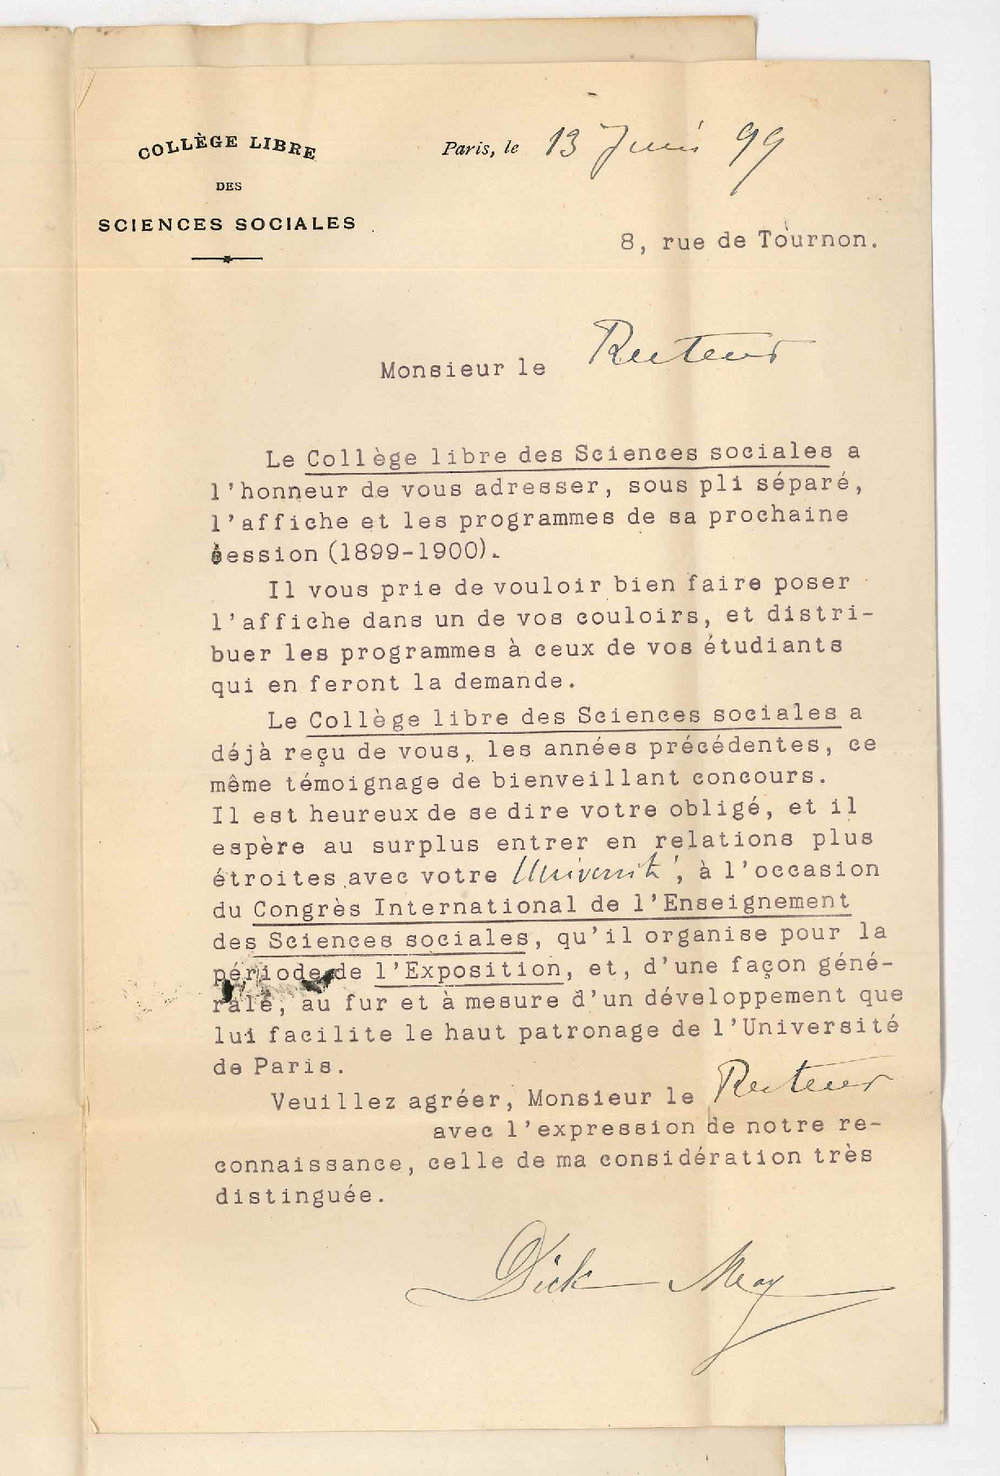 COLLÈGE LIBRE
DES
SCIENCES SOCIALES
Paris, le 13 Juin 99
8, rue de Tournon.
Monsieur le Recteur
Le Collège libre des Sciences sociales a
l'honneur de vous adresser, sous pli séparé,
l'affiche et les programmes de sa prochaine
session (1899-1900).
Il vous prie de vouloir bien faire poser
l'affiche dans un de vos couloirs, et distri-
buer les programmes à ceux de vos étudiants
qui en feront la demande.
Le Collège libre des Sciences sociales a
déjà reçu de vous, les années précédentes, ce
même témoignage de bienveillant concours.
Il est heureux de se dire votre obligé, et il
espère au surplus entrer en relations plus
étroites avec votre Université, à l'occasion
du Congrès International de l'Enseignement
des Sciences sociales, qu'il organise pour la
période de l'Exposition, et, d'une façon géné-
rale, au fur et à mesure d'un développement que
lui facilite le haut patronage de l'Université
de Paris.
Veuillez agréer, Monsieur le Recteur
avec l'expression de notre re-
connaissance, celle de ma considération très
distinguée.
Dick May